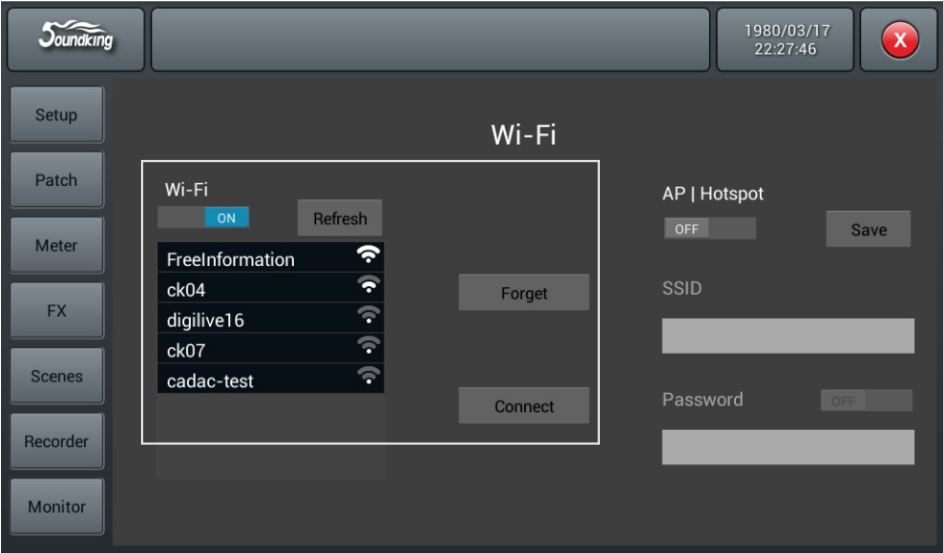 Soundking
1980/03/17
22:27:46
X
Setup
Patch
Meter
FX
Scenes
Recorder
Monitor
Wi-Fi
Wi-Fi
ON
Refresh
FreeInformation
ck04
digilive16
ck07
cadac-test
Forget
Connect
AP | Hotspot
OFF
Save
SSID
Password
OFF